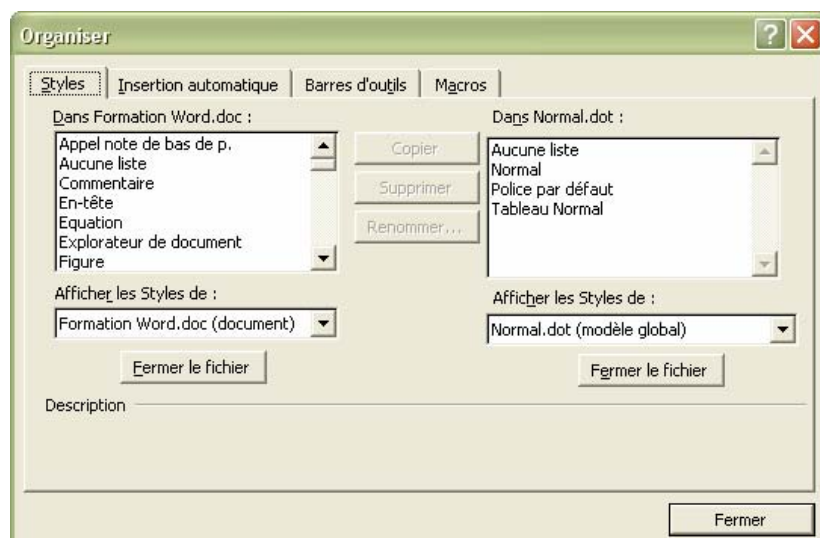 Organiser
Styles
Insertion automatique
Barres d'outils
Macros
Dans Formation Word.doc :
Appel note de bas de p.
Aucune liste
Commentaire
En-tête
Equation
Explorateur de document
Figure
Afficher les Styles de :
Formation Word.doc (document)
Fermer le fichier
Copier
Supprimer
Renommer...
Dans Normal.dot :
Aucune liste
Normal
Police par défaut
Tableau Normal
Afficher les Styles de :
Normal.dot (modèle global)
Fermer le fichier
Description
Fermer